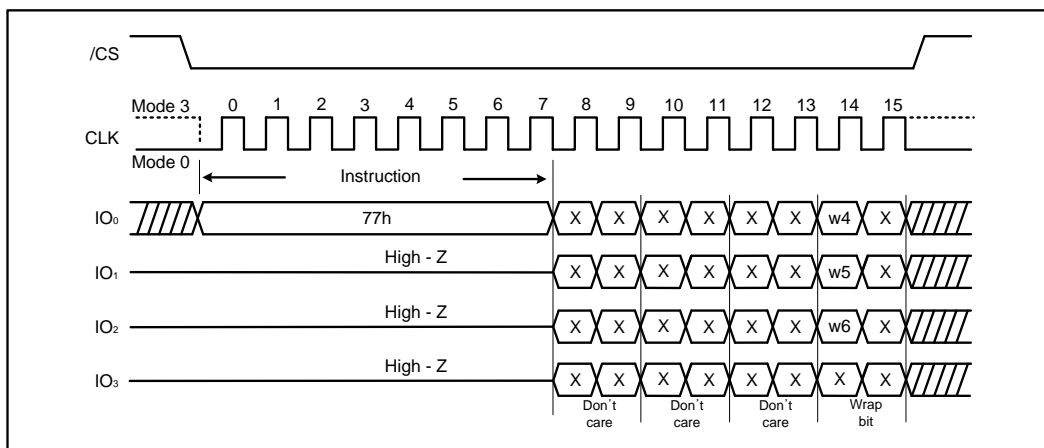 /CS
Mode 3 0 1 2 3 4 5 6 7 8 9 10 11 12 13 14 15
CLK
Mode 0
Instruction
IO₀ 77h X X X X X X w4 X
High - Z
IO₁ X X X X X X w5 X
High - Z
IO₂ X X X X X X w6 X
High - Z
IO₃ X X X X X X X X
Don't care Don't care Don't care Wrap bit